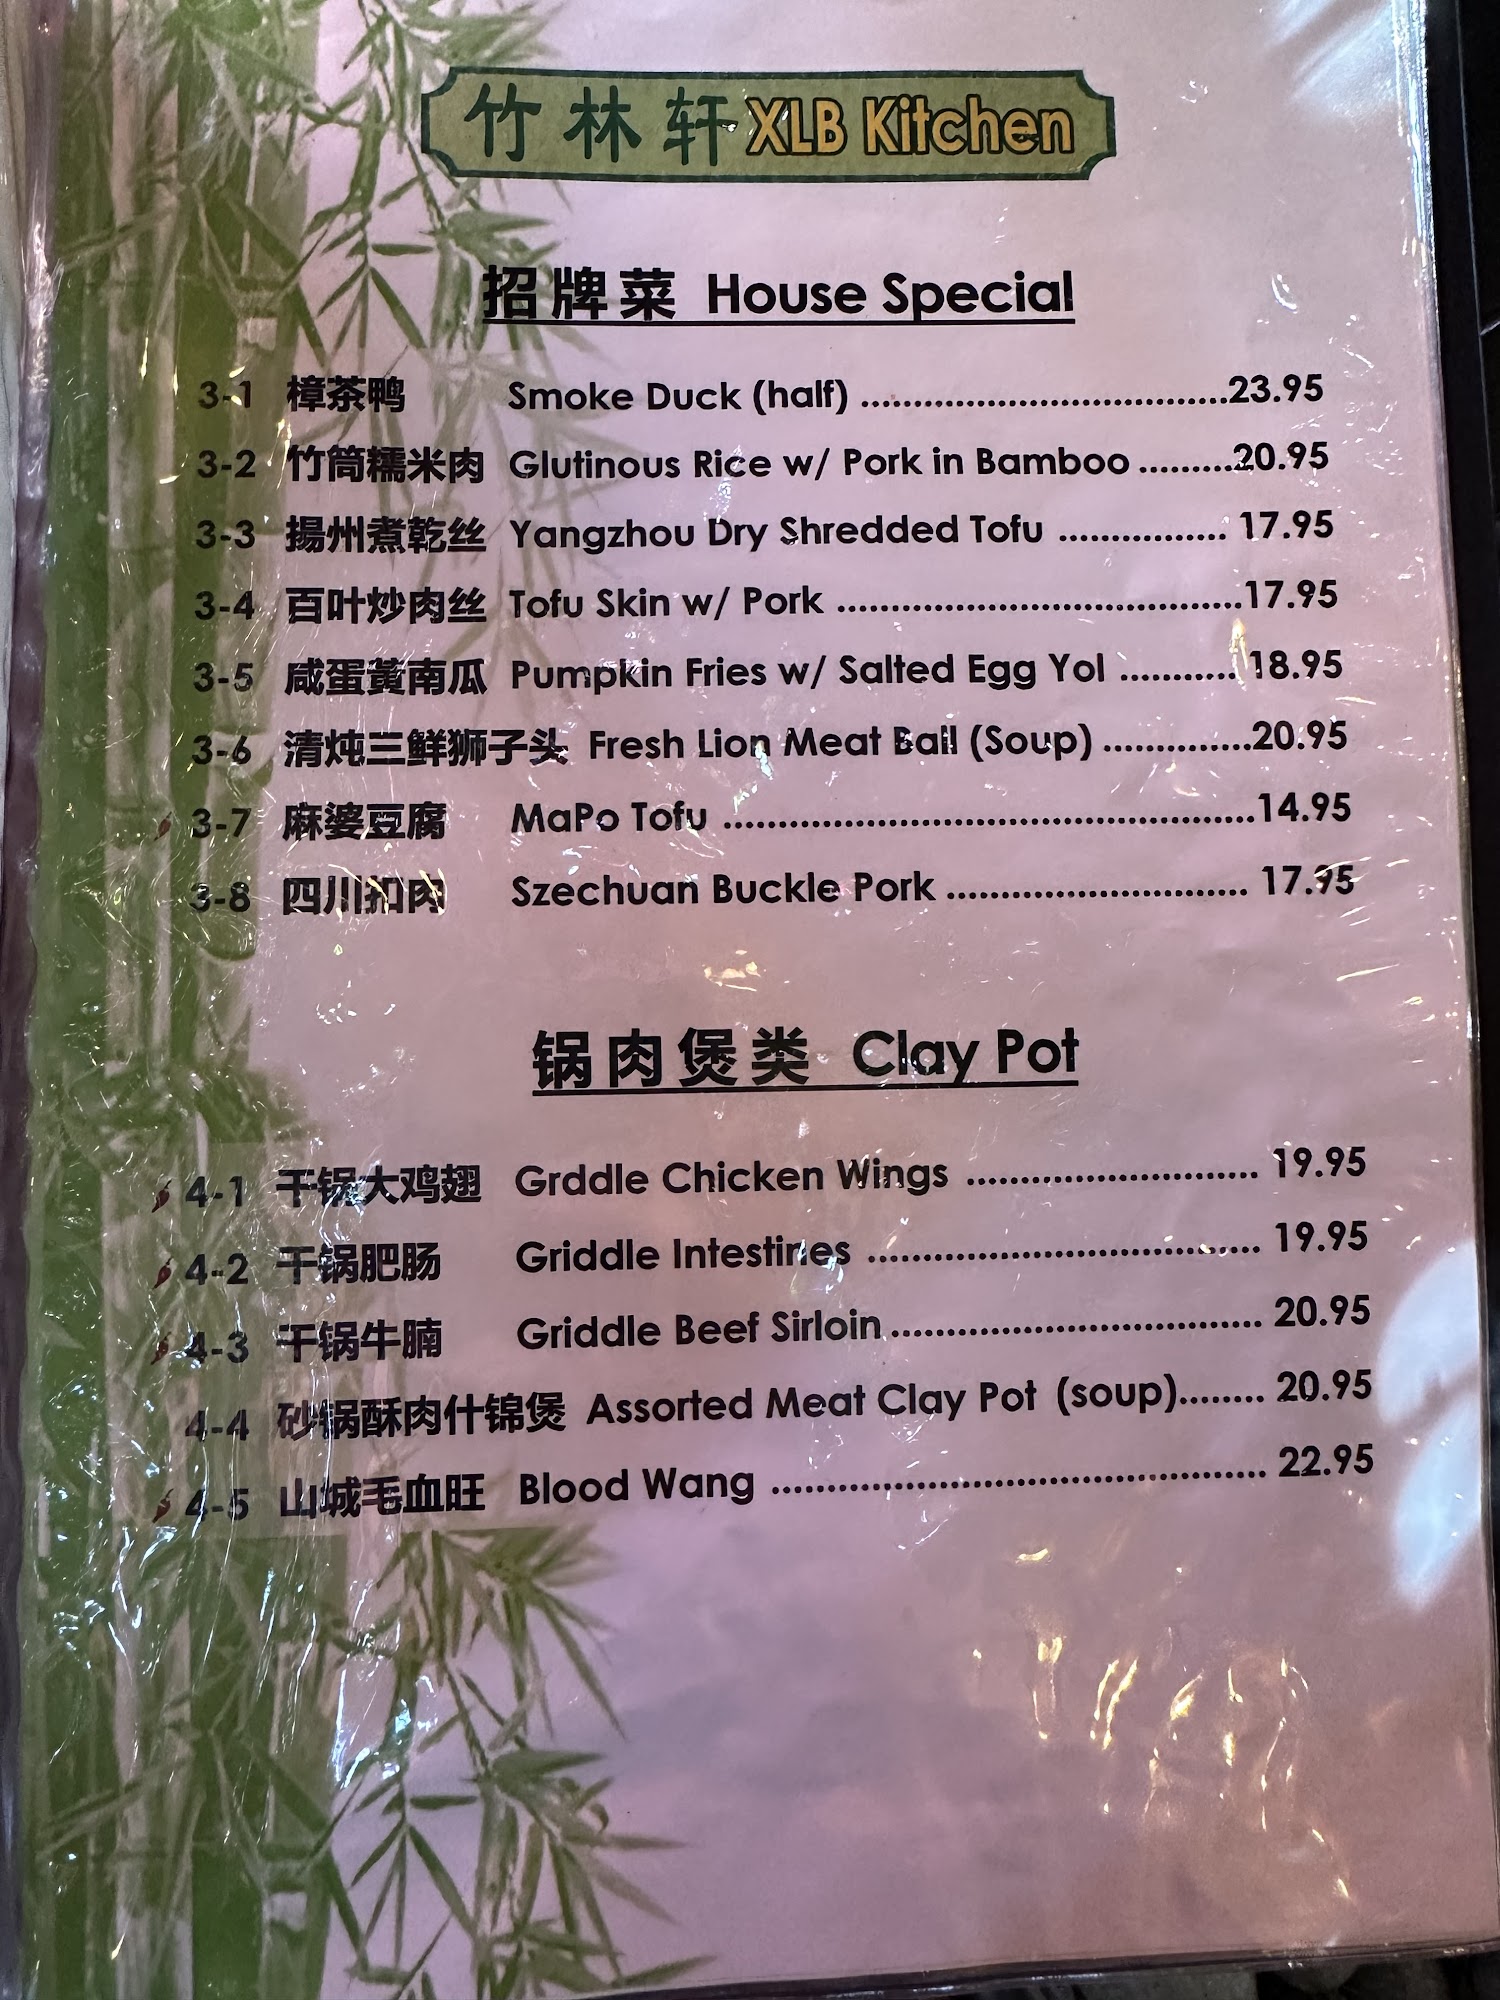 竹林轩 XLB Kitchen
招牌菜 House Special
3-1 樟茶鸭 Smoke Duck (half) 23.95
3-2 竹筒糯米肉 Glutinous Rice w/ Pork in Bamboo 20.95
3-3 揚州煮乾丝 Yangzhou Dry Shredded Tofu 17.95
3-4 百叶炒肉丝 Tofu Skin w/ Pork 17.95
3-5 咸蛋黃南瓜 Pumpkin Fries w/ Salted Egg Yol 18.95
3-6 清炖三鲜狮子头 Fresh Lion Meat Ball (Soup) 20.95
3-7 麻婆豆腐 MaPo Tofu 14.95
3-8 四川扣肉 Szechuan Buckle Pork 17.95
锅肉煲类 Clay Pot
4-1 干锅大鸡翅 Grddle Chicken Wings 19.95
4-2 干锅肥肠 Griddle Intestines 19.95
4-3 干锅牛腩 Griddle Beef Sirloin 20.95
4-4 砂锅酥肉什锦煲 Assorted Meat Clay Pot (soup) 20.95
4-5 山城毛血旺 Blood Wang 22.95